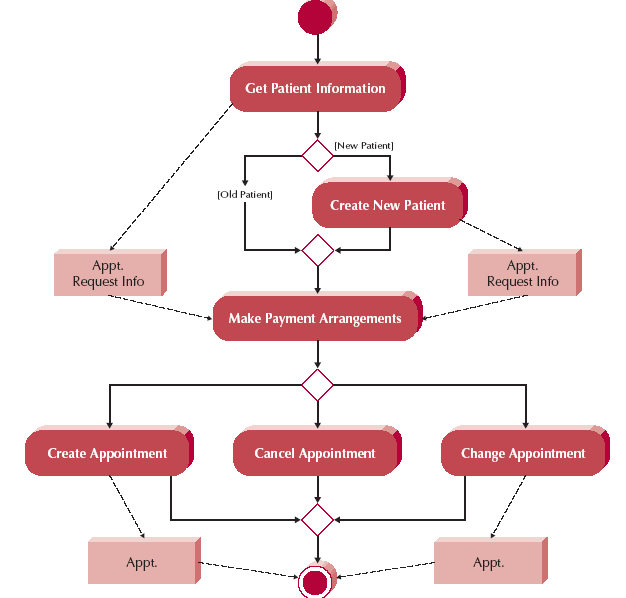 Get Patient Information
[New Patient]
[Old Patient]
Create New Patient
Appt.
Request Info
Appt.
Request Info
Make Payment Arrangements
Create Appointment
Cancel Appointment
Change Appointment
Appt.
Appt.